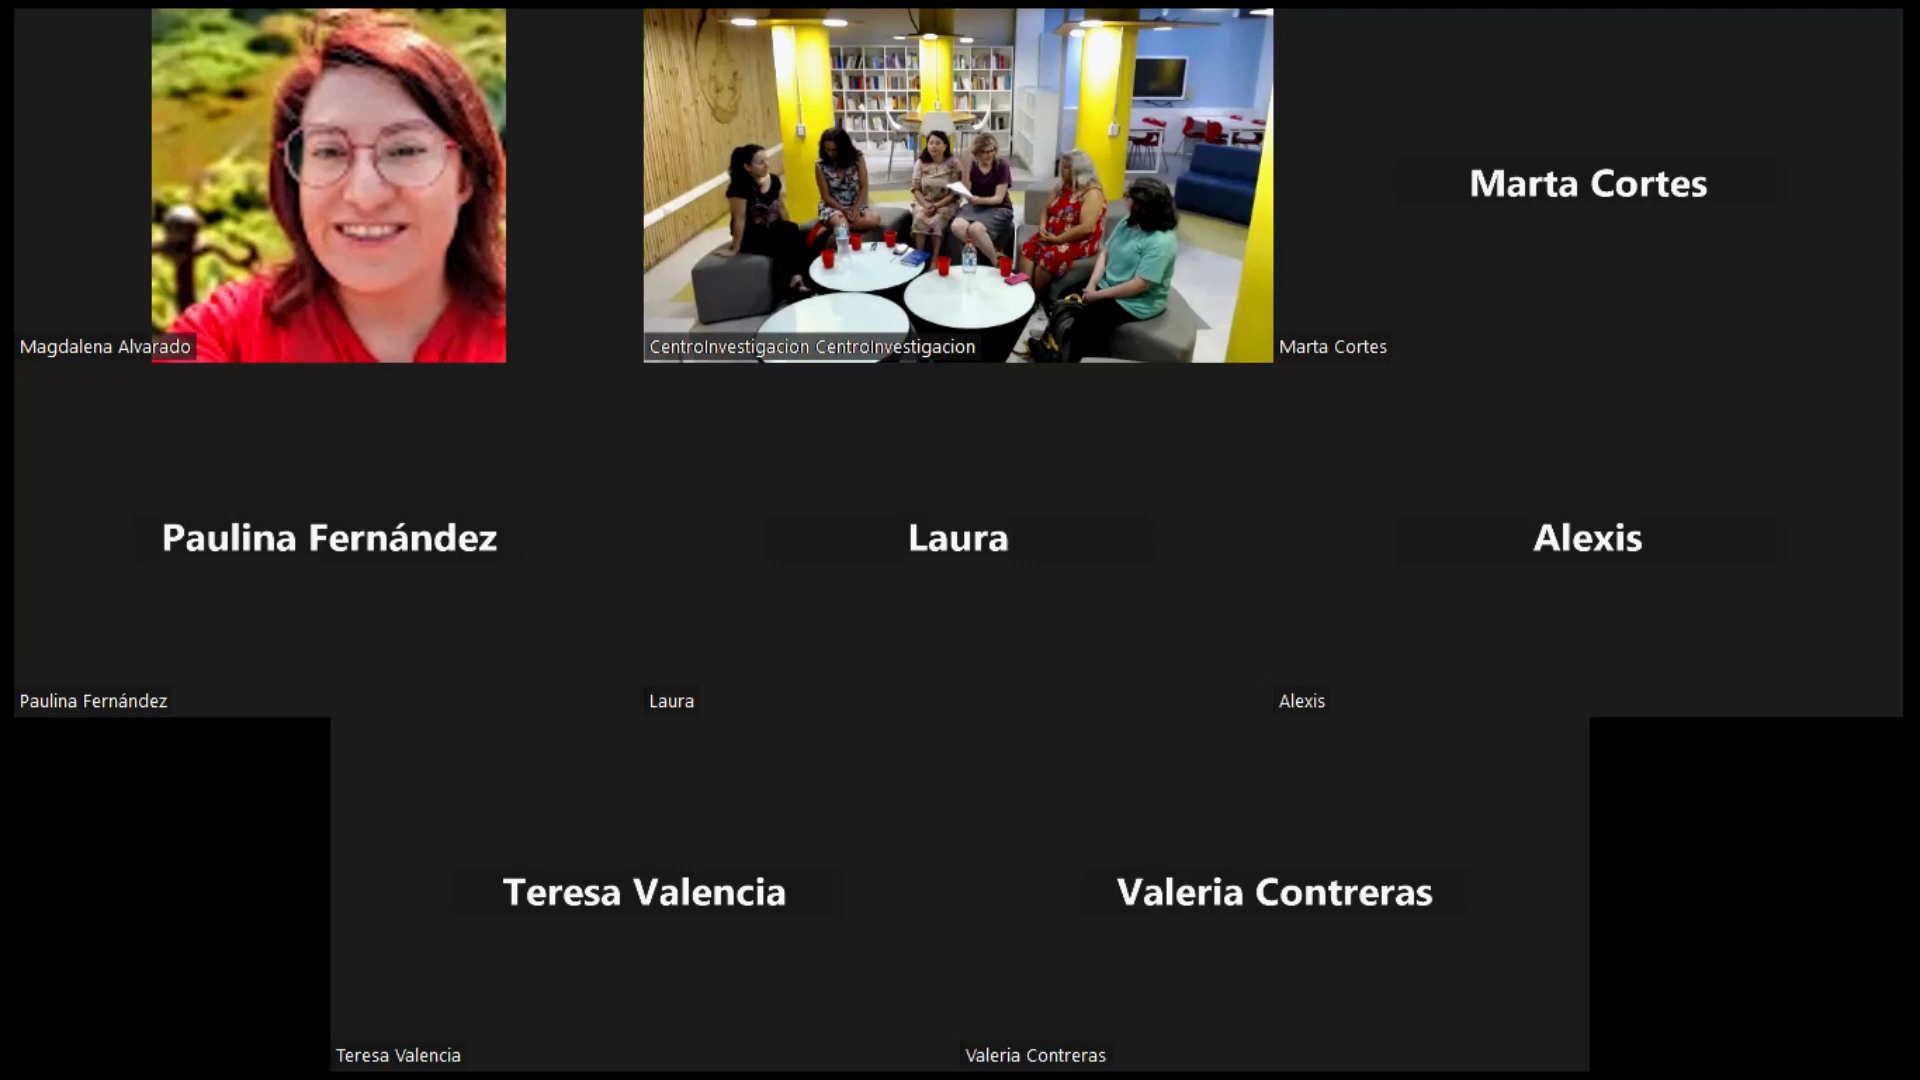 Magdalena Alvarado
CentroInvestigacion CentroInvestigacion
Marta Cortes
Marta Cortes
Paulina Fernández
Paulina Fernández
Laura
Laura
Alexis
Alexis
Teresa Valencia
Teresa Valencia
Valeria Contreras
Valeria Contreras